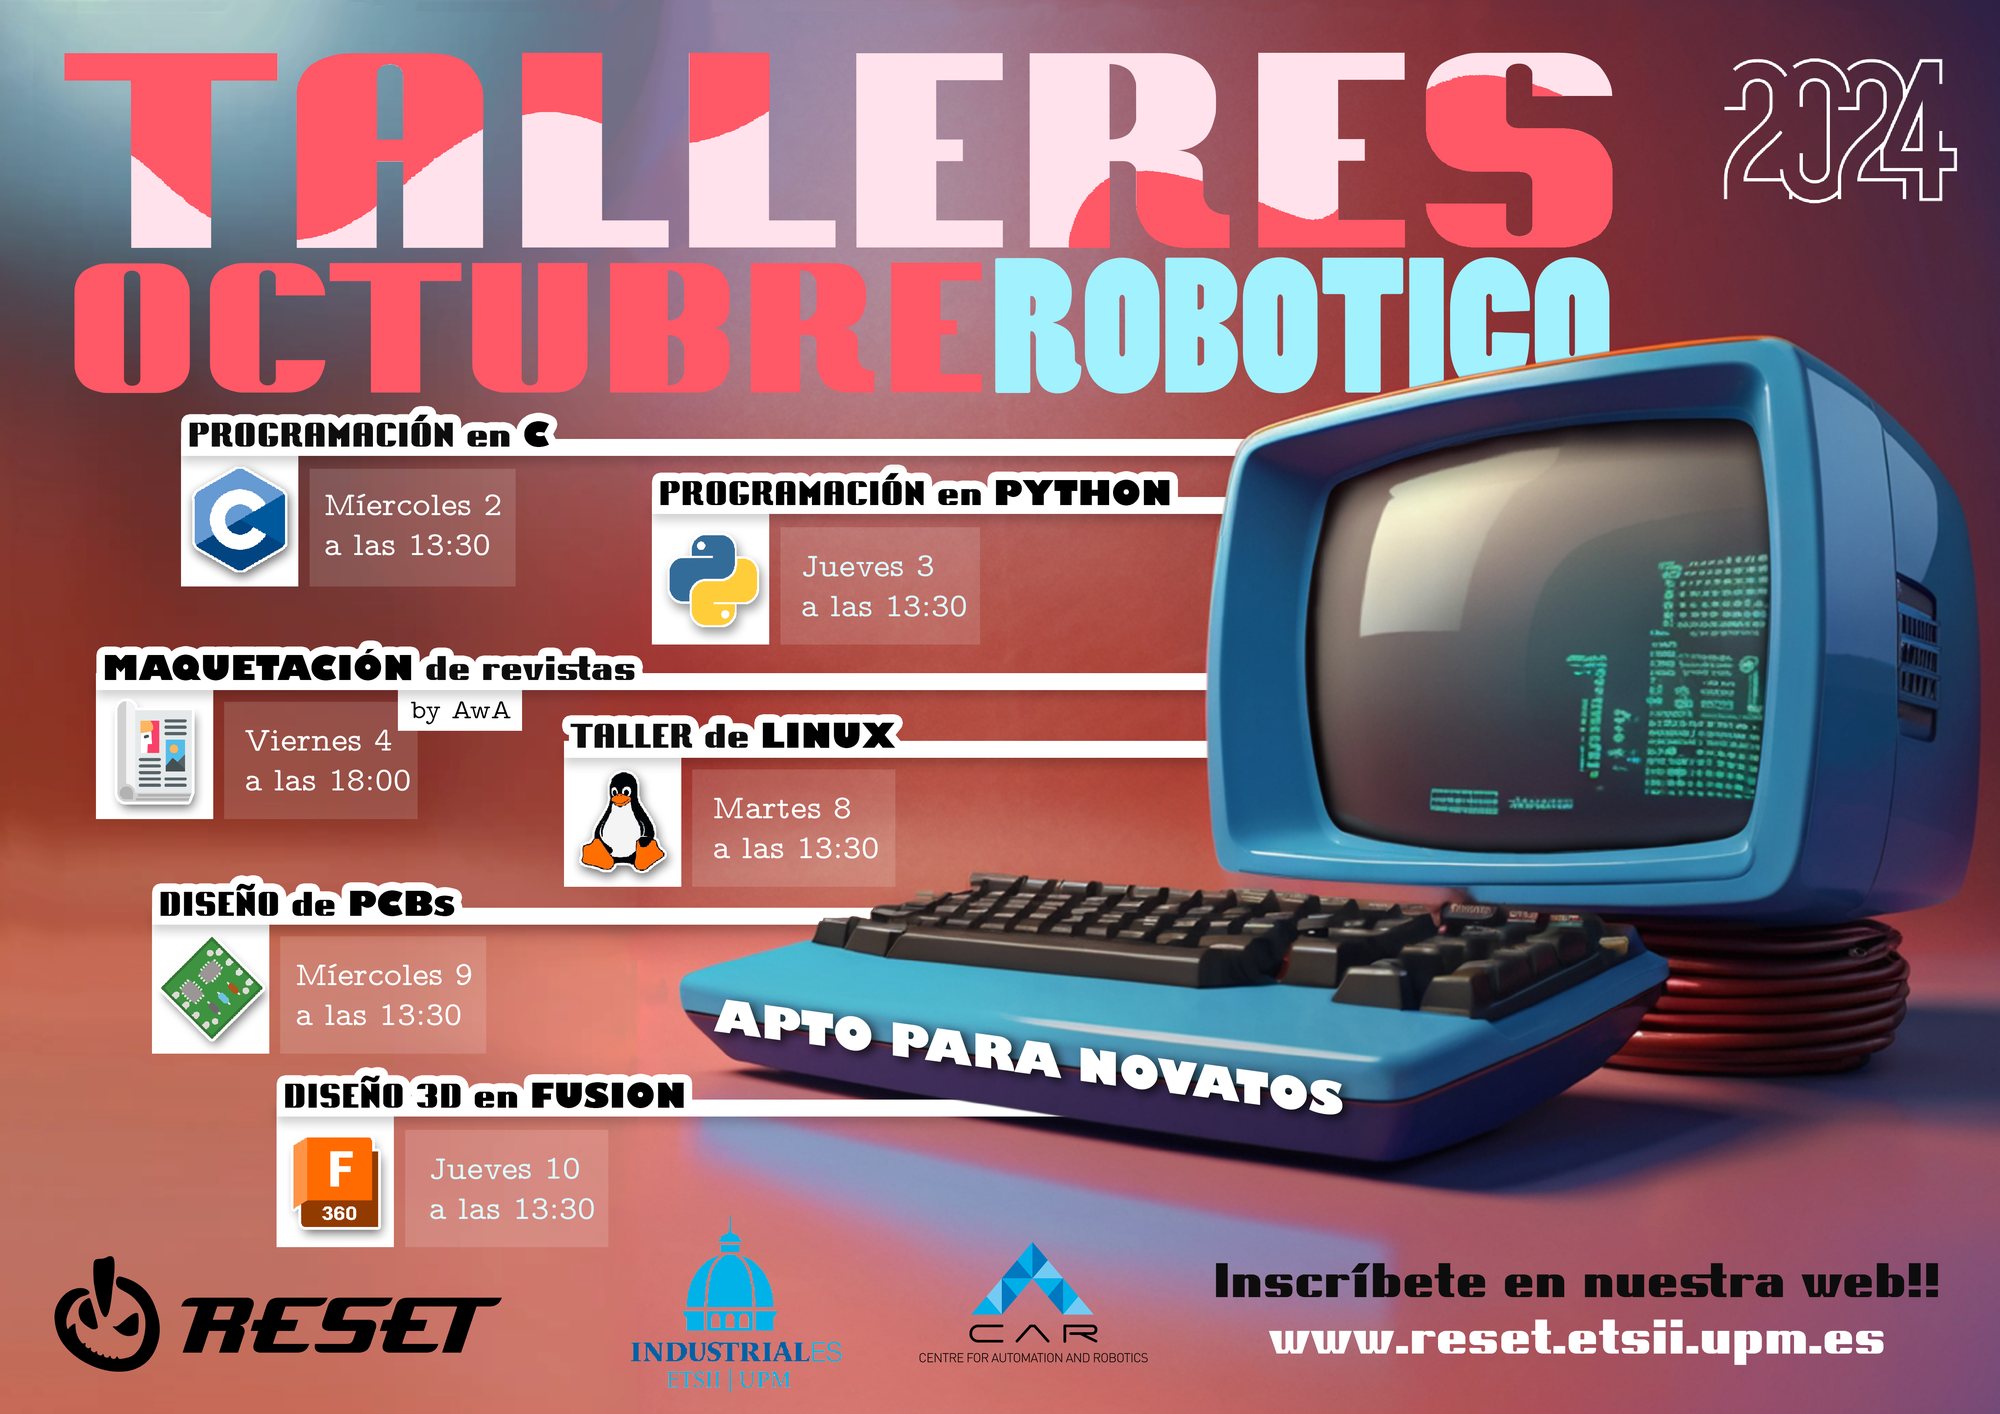 TALLERES
2024
OCTUBRE ROBOTICO
PROGRAMACIÓN en C
C
Míercoles 2
a las 13:30
PROGRAMACIÓN en PYTHON
Jueves 3
a las 13:30
MAQUETACIÓN de revistas
by AwA
Viernes 4
a las 18:00
TALLER de LINUX
Martes 8
a las 13:30
DISEÑO de PCBs
Míercoles 9
a las 13:30
APTO PARA NOVATOS
DISEÑO 3D en FUSION
F
360
Jueves 10
a las 13:30
RESET
INDUSTRIALES
ETSII | UPM
CAR
CENTRE FOR AUTOMATION AND ROBOTICS
Inscríbete en nuestra web!!
www.reset.etsii.upm.es